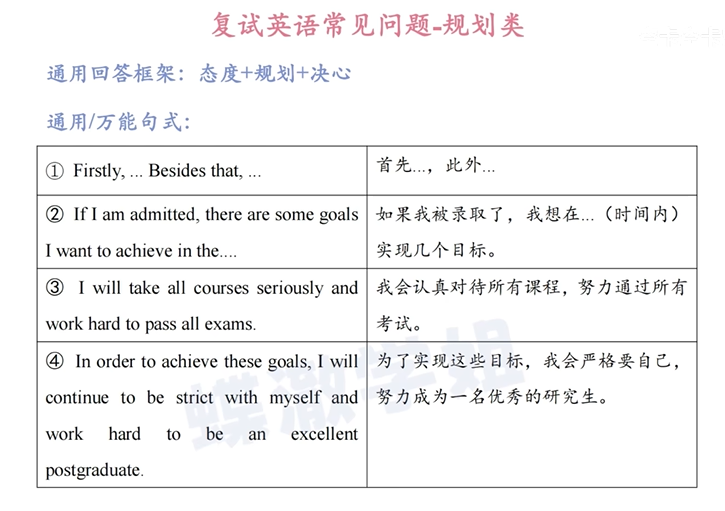 复试英语常见问题-规划类
通用回答框架：态度+规划+决心
通用/万能句式：
① Firstly, ... Besides that, ...
首先...，此外...
② If I am admitted, there are some goals
I want to achieve in the....
如果我被录取了，我想在...（时间内）
实现几个目标。
③ I will take all courses seriously and
work hard to pass all exams.
我会认真对待所有课程，努力通过所有
考试。
④ In order to achieve these goals, I will
continue to be strict with myself and
work hard to be an excellent
postgraduate.
为了实现这些目标，我会严格要自己，
努力成为一名优秀的研究生。
蝶澈学姐